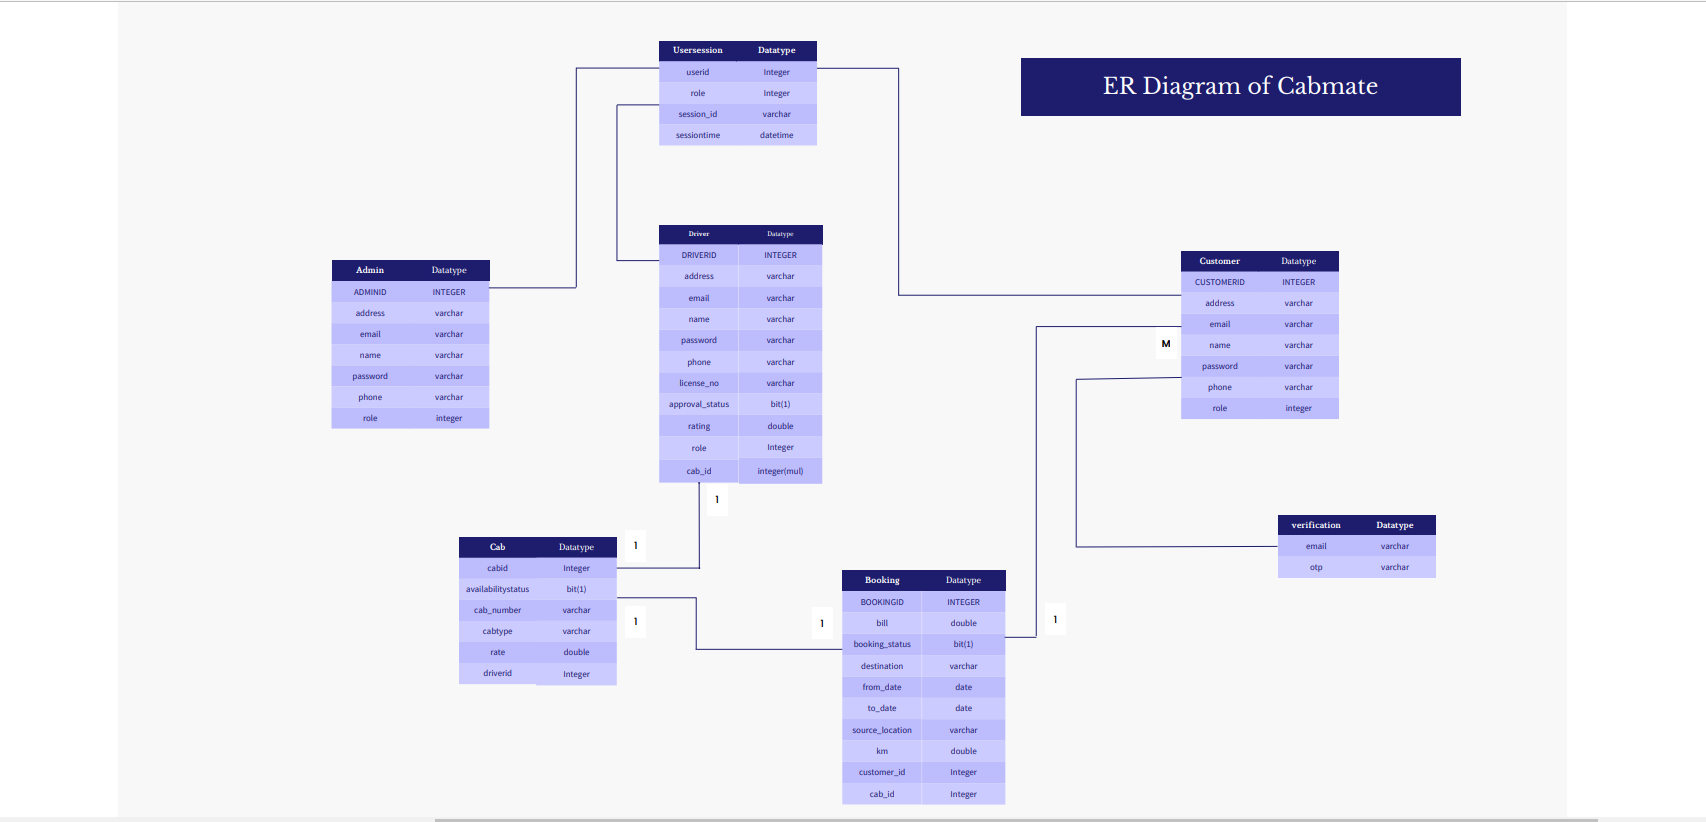 ER Diagram of Cabmate
Usersession Datatype
userid Integer
role Integer
session_id varchar
sessiontime datetime
Driver Datatype
DRIVERID INTEGER
address varchar
email varchar
name varchar
password varchar
phone varchar
license_no varchar
approval_status bit(1)
rating double
role Integer
cab_id integer(mul)
1
Admin Datatype
ADMINID INTEGER
address varchar
email varchar
name varchar
password varchar
phone varchar
role integer
Customer Datatype
CUSTOMERID INTEGER
address varchar
email varchar
name varchar
password varchar
phone varchar
role integer
M
verification Datatype
email varchar
otp varchar
Cab Datatype
cabid Integer
availabilitystatus bit(1)
cab_number varchar
cabtype varchar
rate double
driverid Integer
1
1
1
Booking Datatype
BOOKINGID INTEGER
bill double
booking_status bit(1)
destination varchar
from_date date
to_date date
source_location varchar
km double
customer_id Integer
cab_id Integer
1